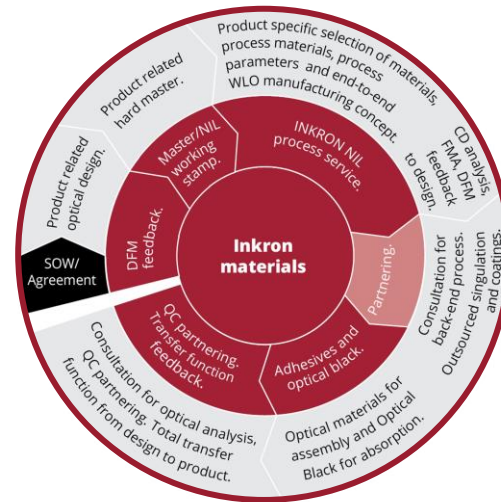 Inkron
materials
SOW/
Agreement
Product related
optical design.
Product related
hard master.
Product specific selection of materials,
process materials, process
parameters and end-to-end
WLO manufacturing concept.
CD analysis,
FMA, DFM
feedback
to design.
Consultation for
back-end process.
Outsourced singulation
and coatings.
Optical materials for
assembly and Optical
Black for absorption.
Consultation for optical analysis,
QC partnering. Total transfer
function from design to product.
DFM
feedback.
Master/NIL
working
stamp.
INKRON NIL
process service.
Partnering.
Adhesives and
optical black.
QC partnering.
Transfer function
feedback.